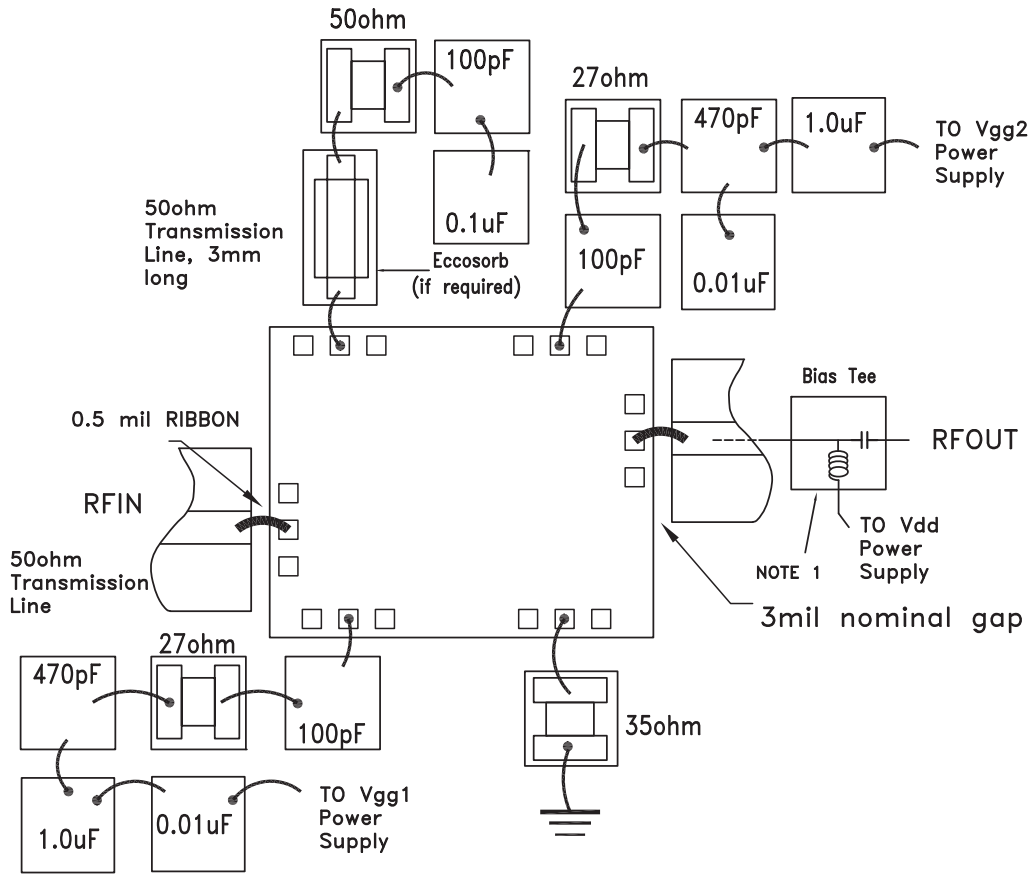 50ohm
100pF
27ohm
470pF
1.0uF
TO Vgg2
Power
Supply
50ohm
Transmission
Line, 3mm
long
0.1uF
Eccosorb
(if required)
100pF
0.01uF
Bias Tee
0.5 mil RIBBON
RFOUT
RFIN
TO Vdd
Power
Supply
NOTE 1
50ohm
Transmission
Line
3mil nominal gap
27ohm
470pF
100pF
35ohm
1.0uF
0.01uF
TO Vgg1
Power
Supply